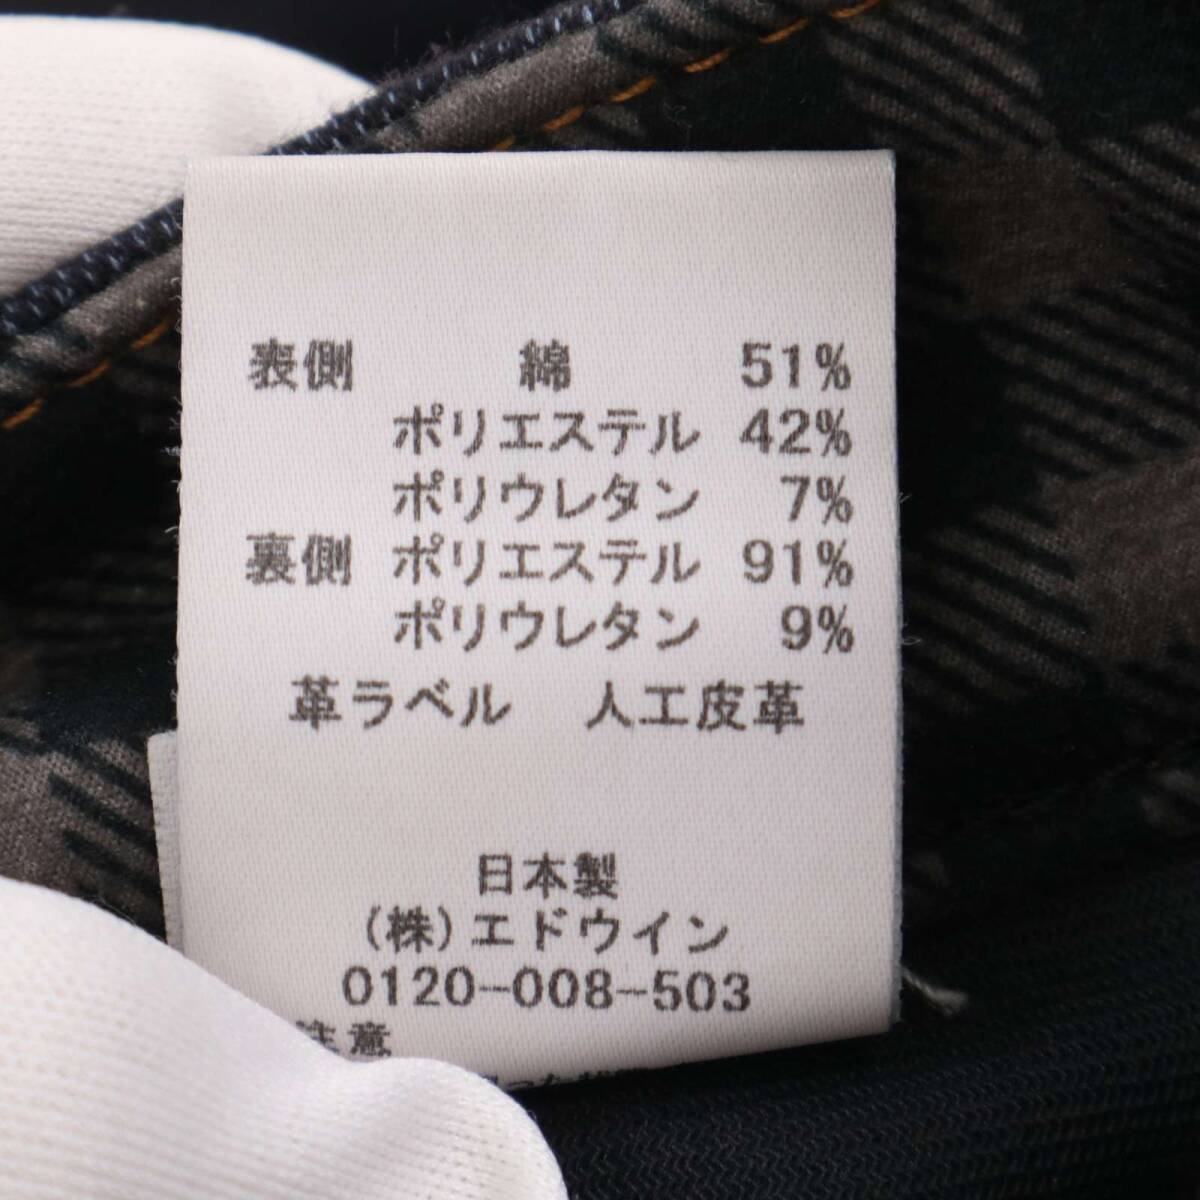 表側 綿 51%
ポリエステル 42%
ポリウレタン 7%
裏側 ポリエステル 91%
ポリウレタン 9%
革ラベル 人工皮革
日本製
(株)エドウイン
0120-008-503
注意